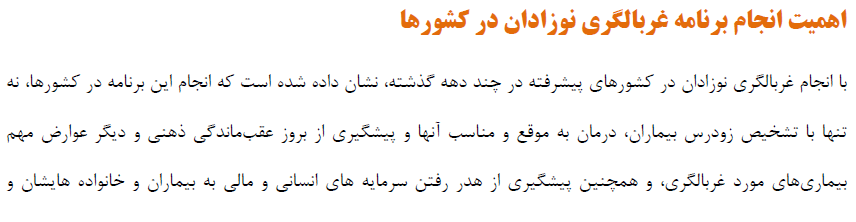 اهمیت انجام برنامه غربالگری نوزادان در کشورها
با انجام غربالگری نوزادان در کشورهای پیشرفته در چند دهه گذشته، نشان داده شده است که انجام این برنامه در کشورها، نه
تنها با تشخیص زودرس بیماران، درمان به موقع و مناسب آنها و پیشگیری از بروز عقب‌ماندگی ذهنی و دیگر عوارض مهم
بیماری‌های مورد غربالگری، و همچنین پیشگیری از هدر رفتن سرمایه های انسانی و مالی به بیماران و خانواده هایشان و